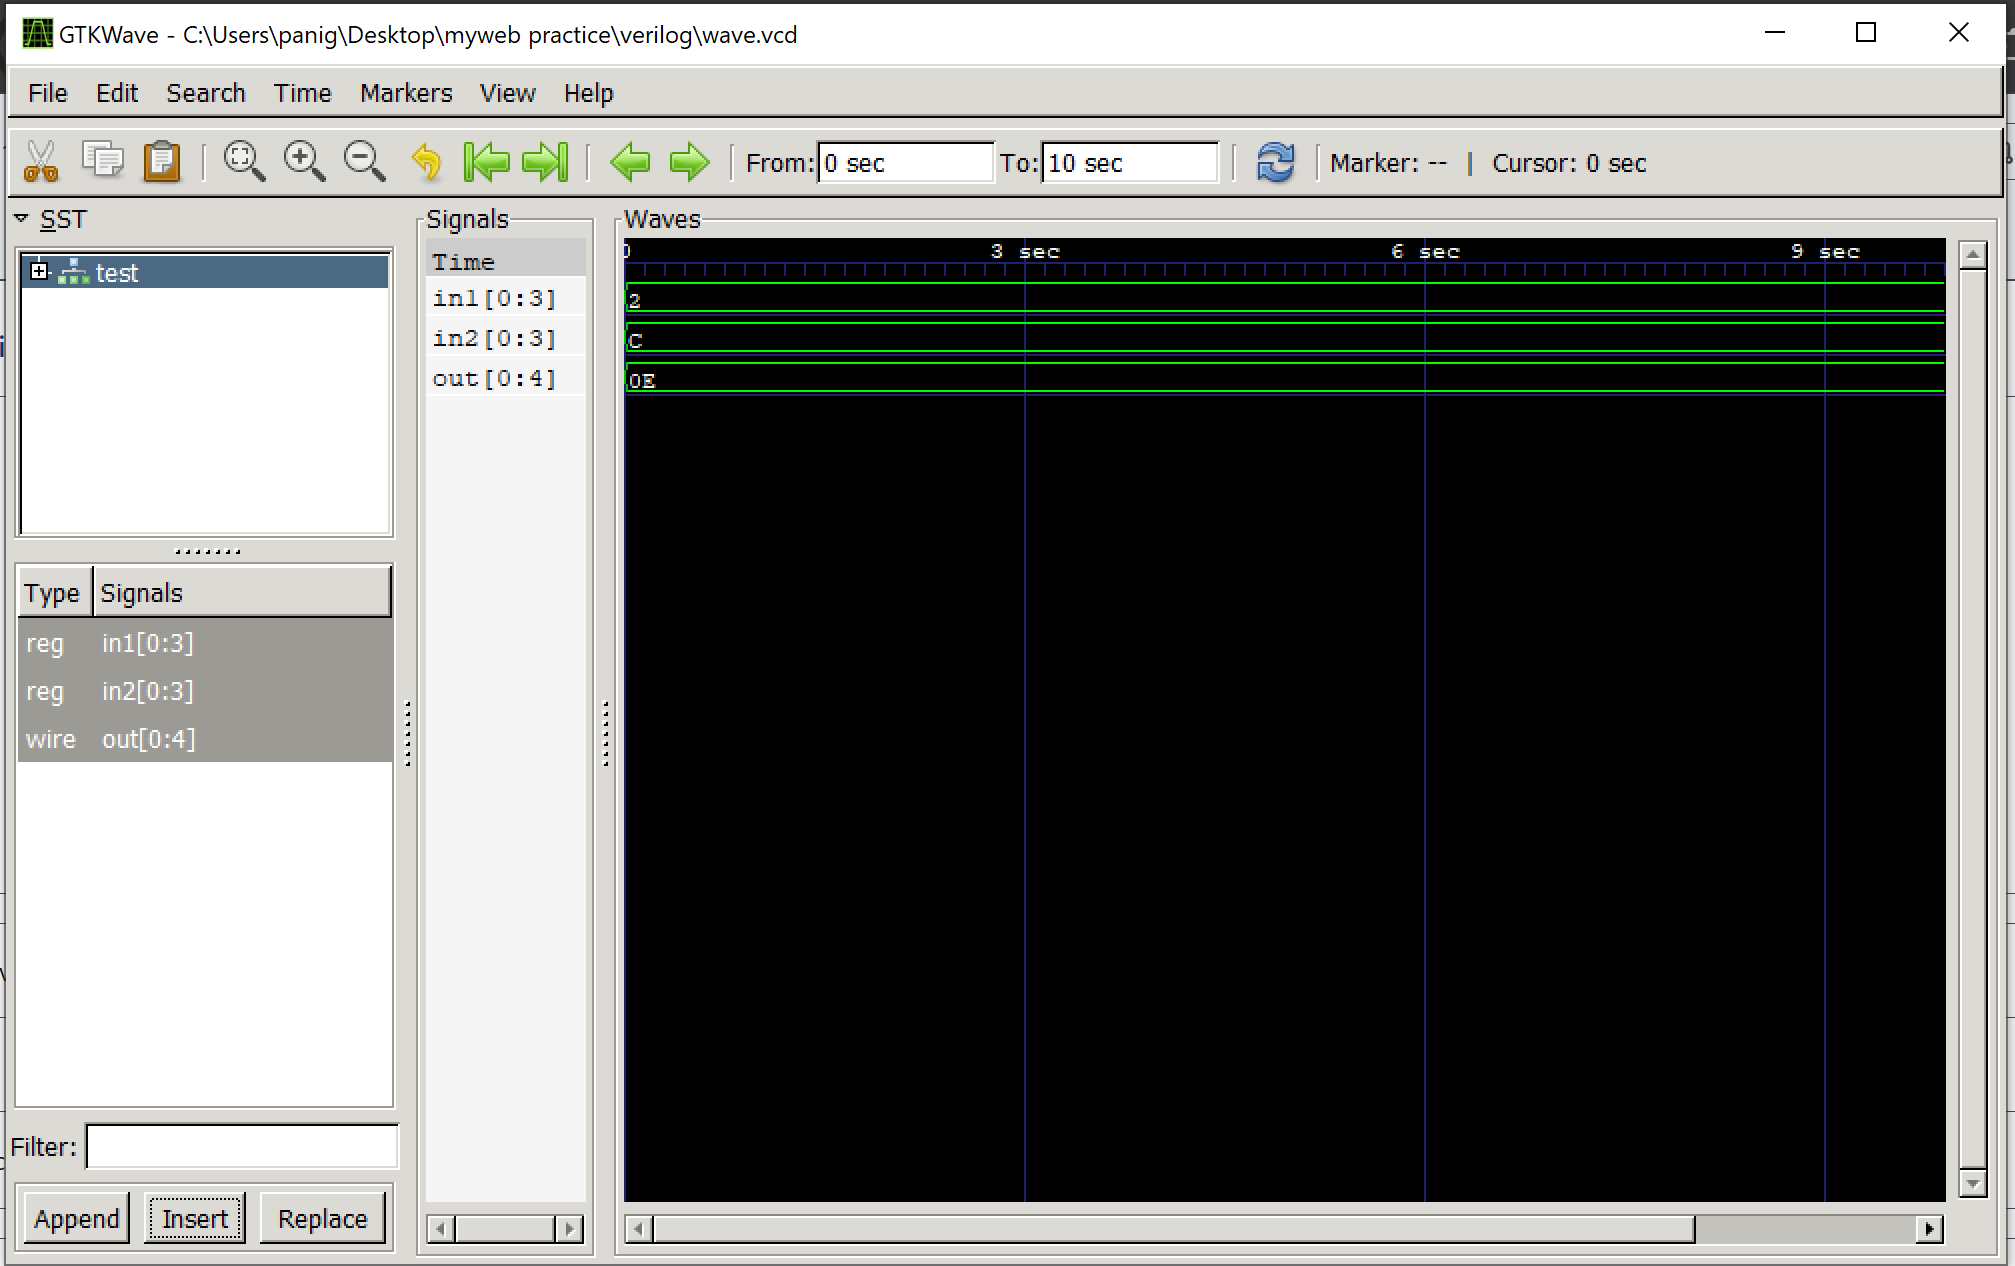 GTKWave - C:\Users\panig\Desktop\myweb practice\verilog\wave.vcd
File Edit Search Time Markers View Help
From: 0 sec To: 10 sec Marker: -- | Cursor: 0 sec
SST
test
Type Signals
reg in1[0:3]
reg in2[0:3]
wire out[0:4]
Filter:
Append Insert Replace
Signals
Time
in1[0:3]
in2[0:3]
out[0:4]
Waves
0 3 sec 6 sec 9 sec
2
C
0E